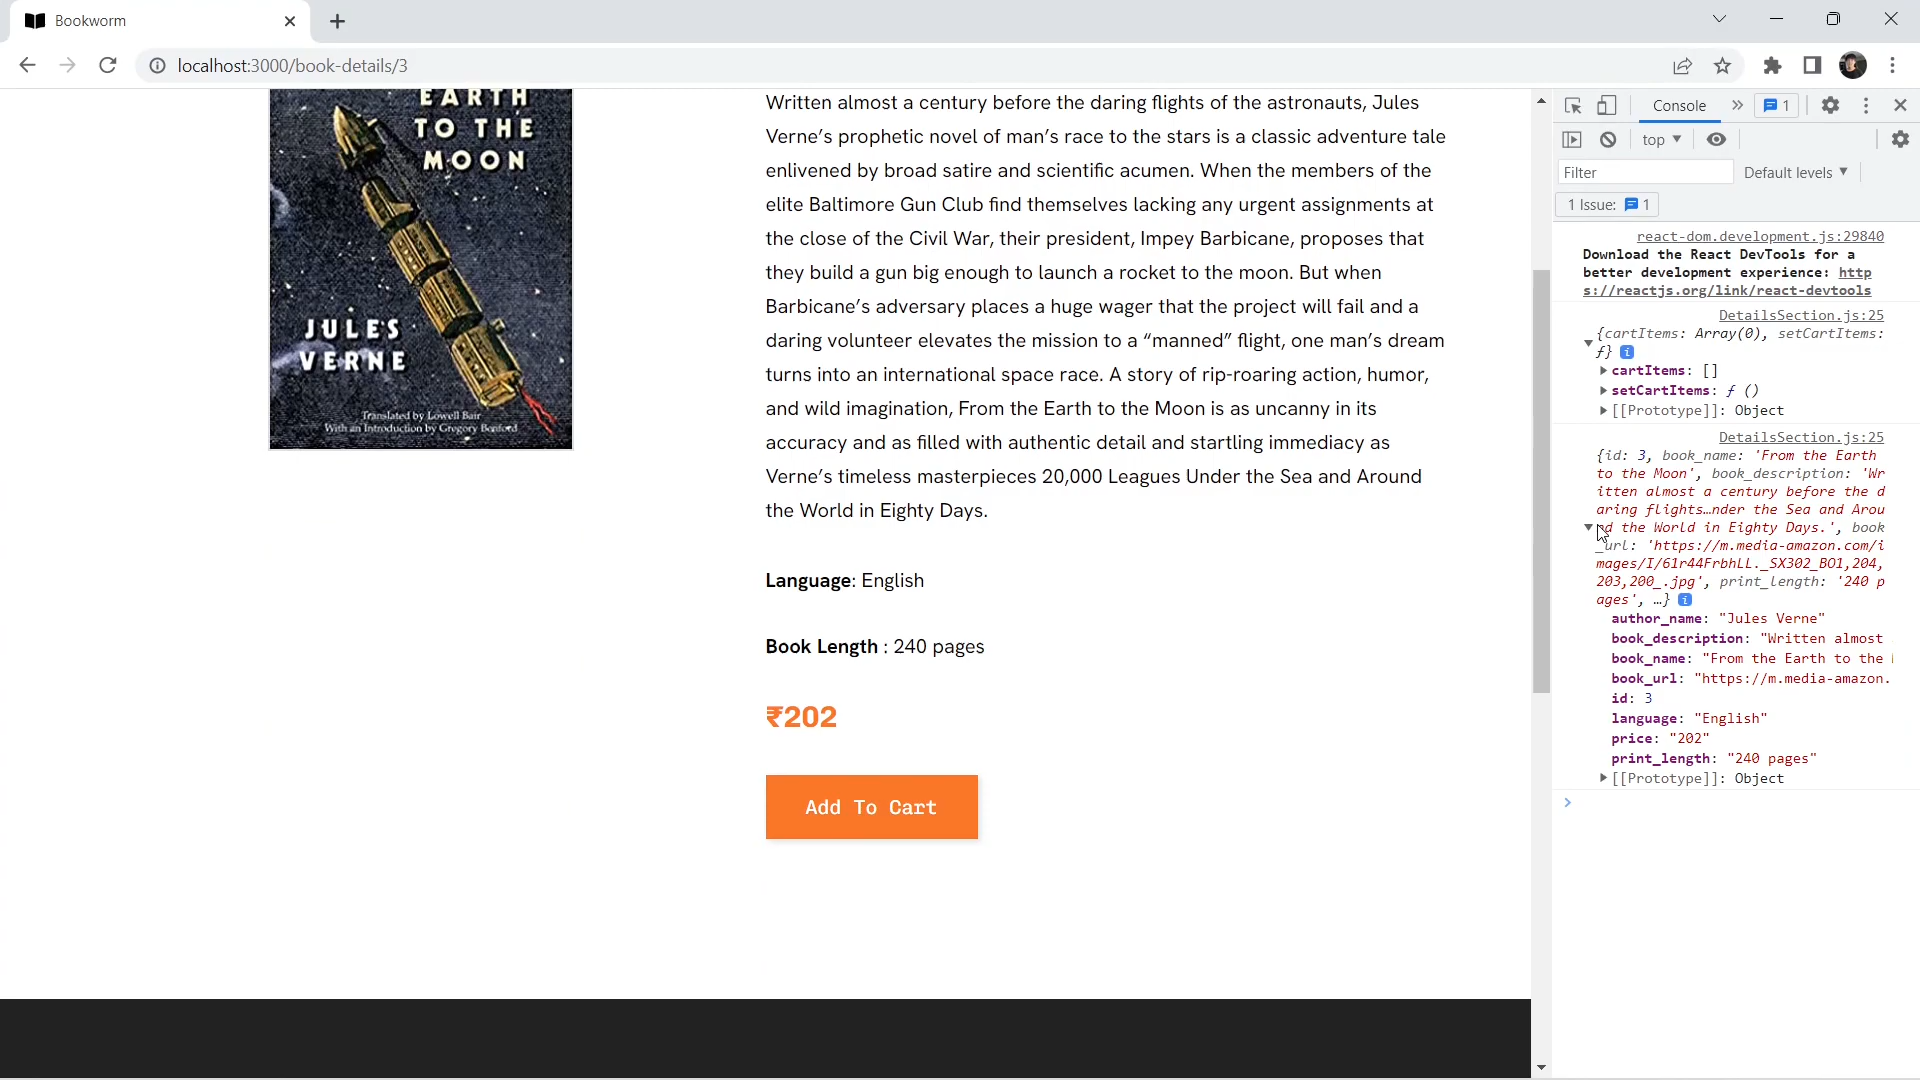 Bookworm
localhost:3000/book-details/3
EARTH
TO THE
MOON
JULES
VERNE
Translated by Lowell Bair
With an Introduction by Gregory Benford
Written almost a century before the daring flights of the astronauts, Jules
Verne’s prophetic novel of man’s race to the stars is a classic adventure tale
enlivened by broad satire and scientific acumen. When the members of the
elite Baltimore Gun Club find themselves lacking any urgent assignments at
the close of the Civil War, their president, Impey Barbicane, proposes that
they build a gun big enough to launch a rocket to the moon. But when
Barbicane’s adversary places a huge wager that the project will fail and a
daring volunteer elevates the mission to a “manned” flight, one man’s dream
turns into an international space race. A story of rip-roaring action, humor,
and wild imagination, From the Earth to the Moon is as uncanny in its
accuracy and as filled with authentic detail and startling immediacy as
Verne’s timeless masterpieces 20,000 Leagues Under the Sea and Around
the World in Eighty Days.
Language: English
Book Length : 240 pages
₹202
Add To Cart
Console 1
top
Filter Default levels
1 Issue: 1
react-dom.development.js:29840
Download the React DevTools for a
better development experience: http
s://reactjs.org/link/react-devtools
DetailsSection.js:25
{cartItems: Array(0), setCartItems:
ƒ}
cartItems: []
setCartItems: ƒ ()
[[Prototype]]: Object
DetailsSection.js:25
{id: 3, book_name: 'From the Earth
to the Moon', book_description: 'Wr
itten almost a century before the d
aring flights…nder the Sea and Arou
nd the World in Eighty Days.', book
_url: 'https://m.media-amazon.com/i
mages/I/61r44FrbhLL._SX302_BO1,204,
203,200_.jpg', print_length: '240 p
ages', …}
author_name: "Jules Verne"
book_description: "Written almost
book_name: "From the Earth to the
book_url: "https://m.media-amazon.
id: 3
language: "English"
price: "202"
print_length: "240 pages"
[[Prototype]]: Object